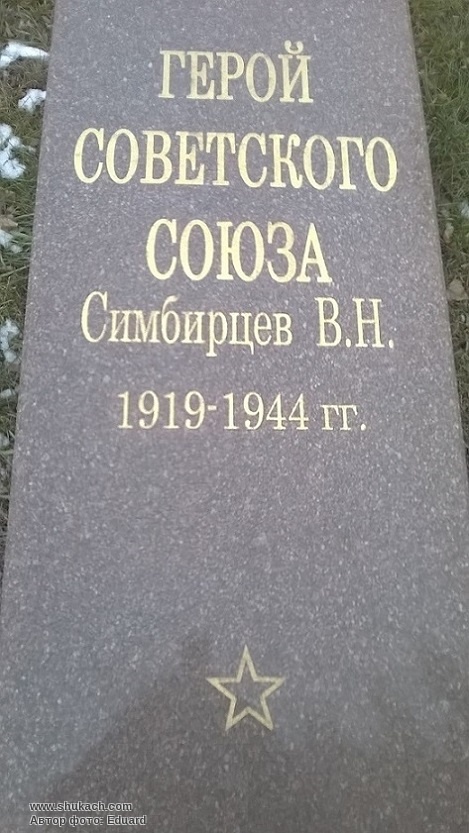 ГЕРОЙ
СОВЕТСКОГО
СОЮЗА
Симбирцев В.Н.
1919-1944 гг.
www.shukach.com
Автор фото: Eduard